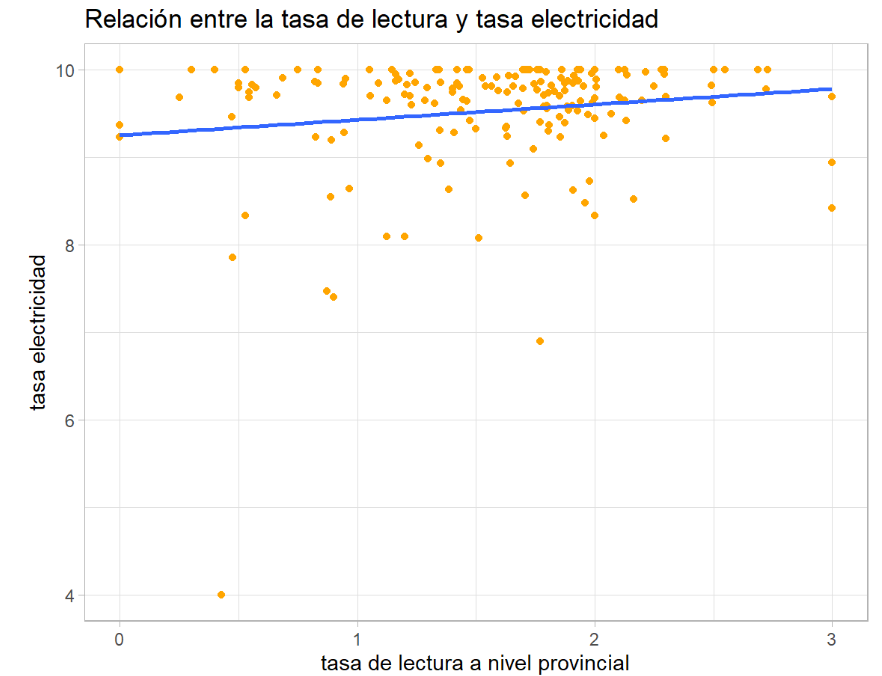 Relación entre la tasa de lectura y tasa electricidad
10
8
6
4
tasa electricidad
0 1 2 3
tasa de lectura a nivel provincial